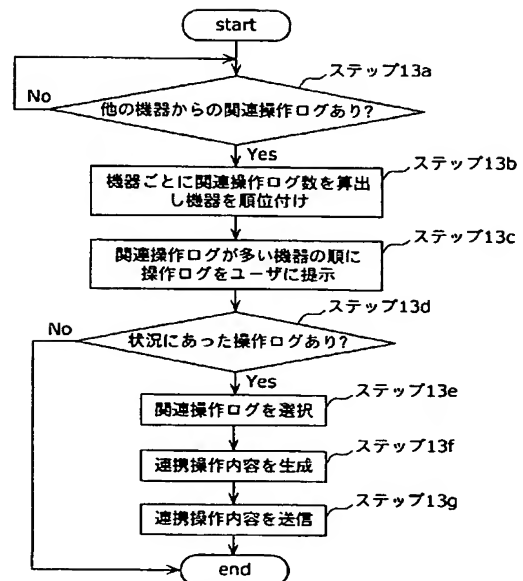 start
ステップ13a
No
他の機器からの関連操作ログあり?
Yes
ステップ13b
機器ごとに関連操作ログ数を算出
し機器を順位付け
ステップ13c
関連操作ログが多い機器の順に
操作ログをユーザに提示
ステップ13d
No
状況にあった操作ログあり?
Yes
ステップ13e
関連操作ログを選択
ステップ13f
連携操作内容を生成
ステップ13g
連携操作内容を送信
end